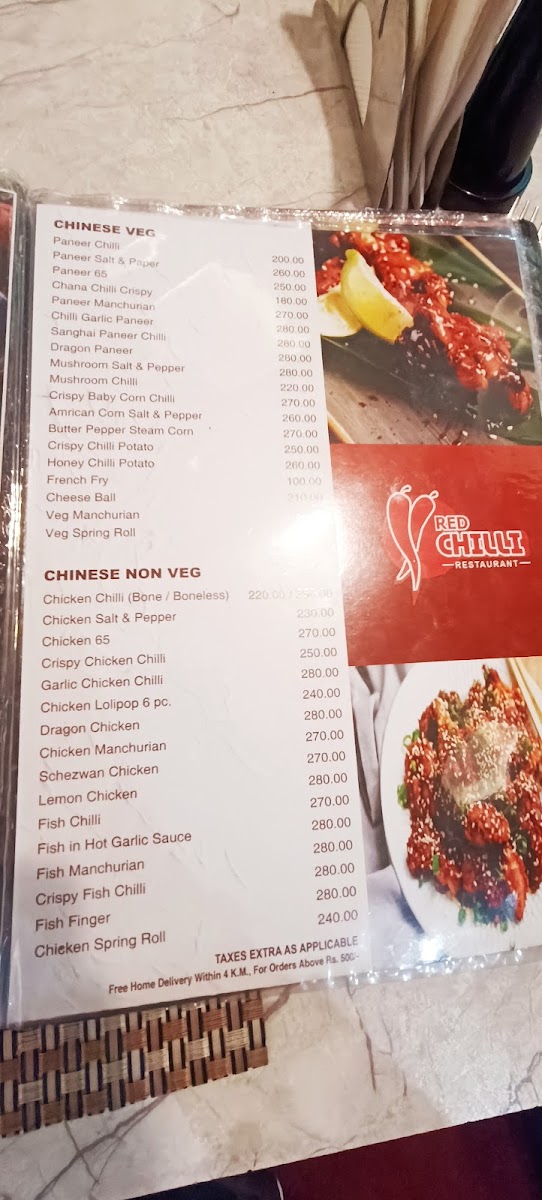 CHINESE VEG
Paneer Chilli 200.00
Paneer Salt & Paper 260.00
Paneer 65 250.00
Chana Chilli Crispy 180.00
Paneer Manchurian 270.00
Chilli Garlic Paneer 280.00
Sanghai Paneer Chilli 280.00
Dragon Paneer 280.00
Mushroom Salt & Pepper 280.00
Mushroom Chilli 220.00
Crispy Baby Corn Chilli 270.00
Amrican Corn Salt & Pepper 260.00
Butter Pepper Steam Corn 270.00
Crispy Chilli Potato 250.00
Honey Chilli Potato 260.00
French Fry 100.00
Cheese Ball 210.00
Veg Manchurian
Veg Spring Roll
CHINESE NON VEG
Chicken Chilli (Bone / Boneless) 220.00 /
Chicken Salt & Pepper 230.00
Chicken 65 270.00
Crispy Chicken Chilli 250.00
Garlic Chicken Chilli 280.00
Chicken Lolipop 6 pc. 240.00
Dragon Chicken 280.00
Chicken Manchurian 270.00
Schezwan Chicken 270.00
Lemon Chicken 280.00
Fish Chilli 270.00
Fish in Hot Garlic Sauce 280.00
Fish Manchurian 280.00
Crispy Fish Chilli 280.00
Fish Finger 280.00
Chicken Spring Roll 240.00
TAXES EXTRA AS APPLICABLE
Free Home Delivery Within 4 K.M., For Orders Above Rs. 500/-
RED
CHILLI
RESTAURANT